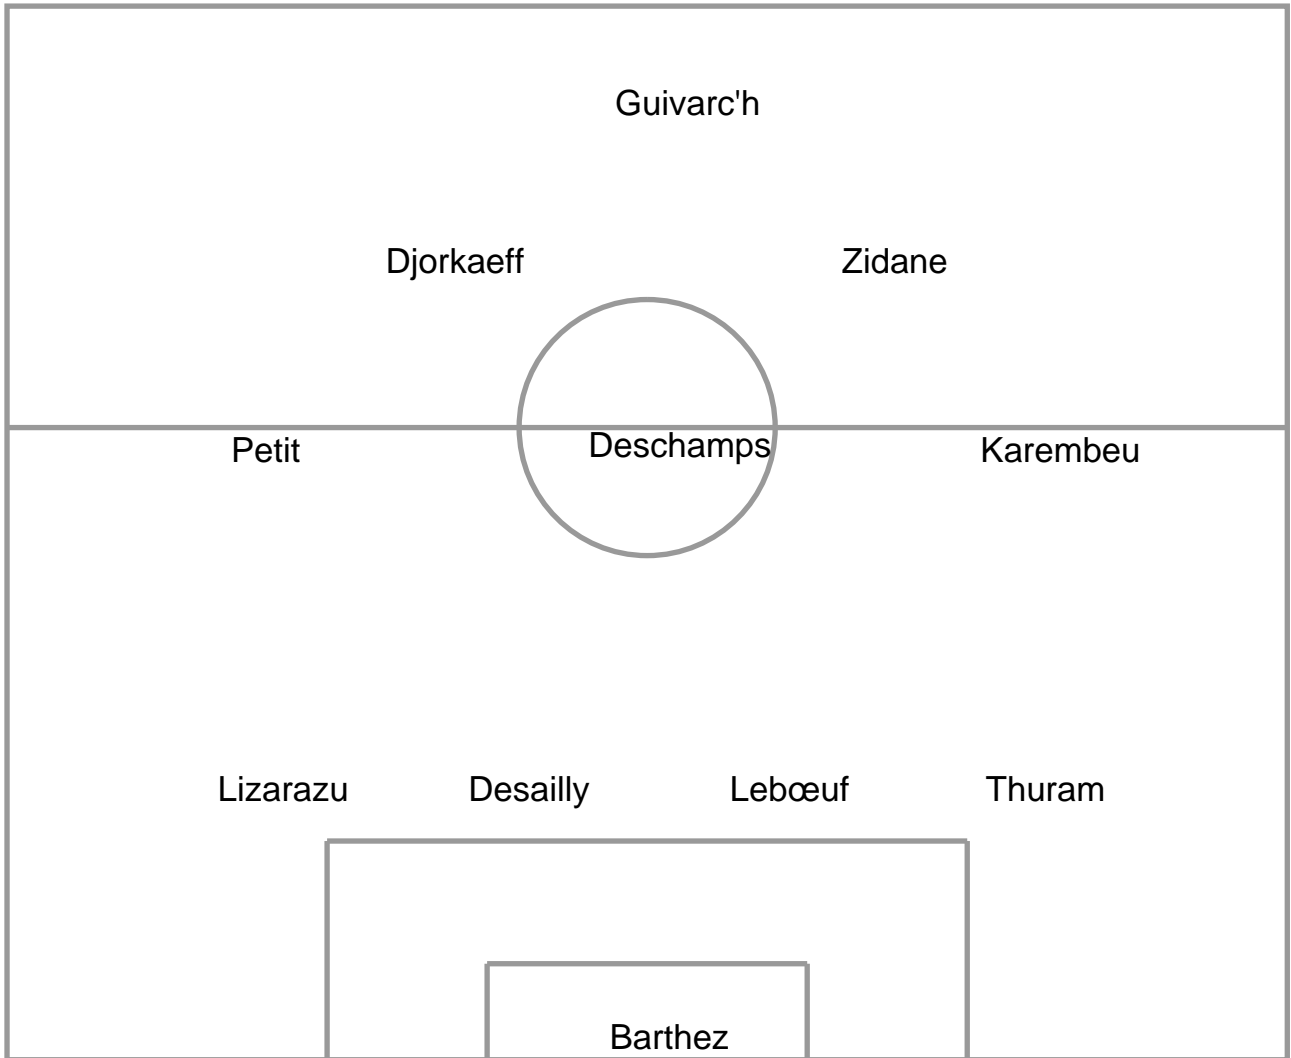 Guivarc'h
Djorkaeff Zidane
Petit Deschamps Karembeu
Lizarazu Desailly Lebœuf Thuram
Barthez